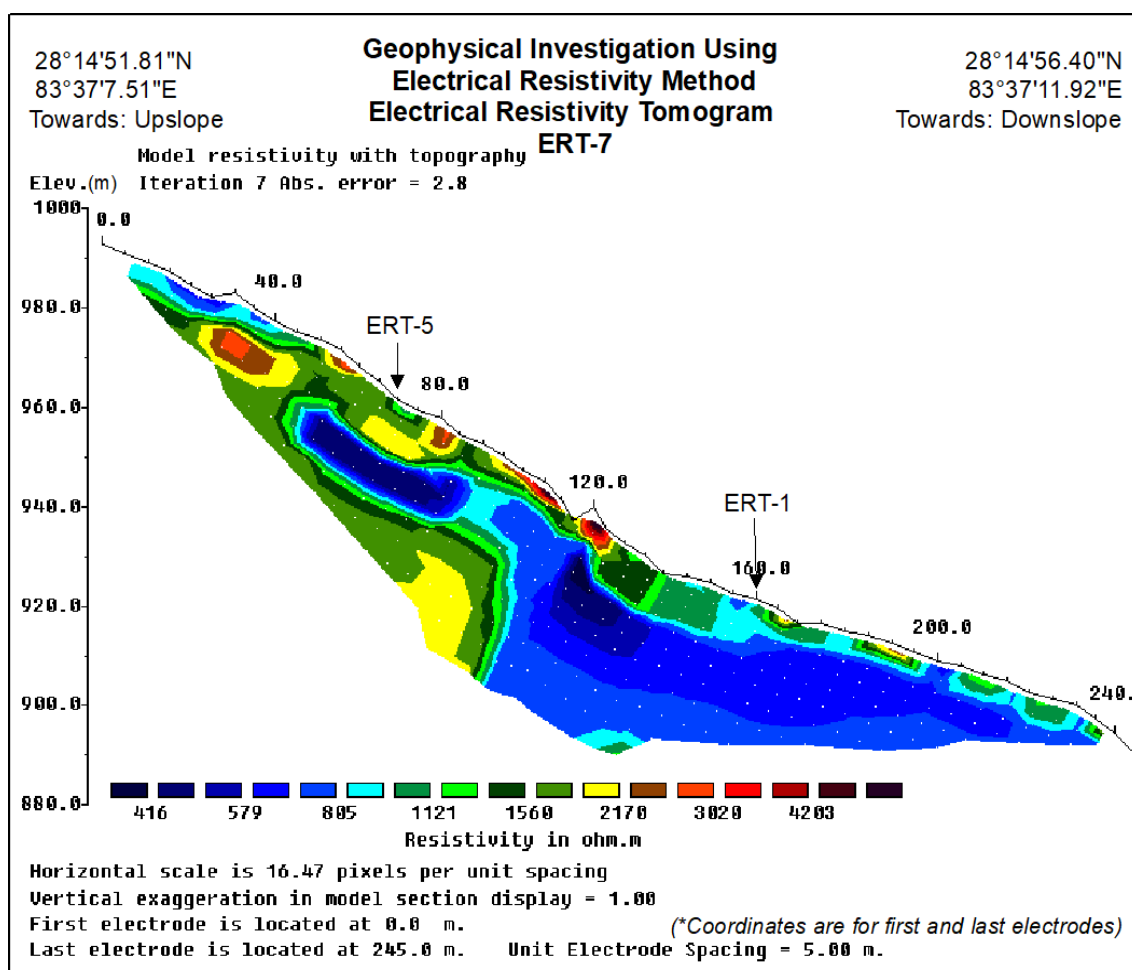 28°14'51.81"N
83°37'7.51"E
Towards: Upslope
Geophysical Investigation Using
Electrical Resistivity Method
Electrical Resistivity Tomogram
ERT-7
28°14'56.40"N
83°37'11.92"E
Towards: Downslope
Model resistivity with topography
Elev.(m) Iteration 7 Abs. error = 2.8
1000
0.0
40.0
980.0
ERT-5
80.0
960.0
120.0
940.0
ERT-1
160.0
920.0
200.0
900.0
240.
880.0
416 579 805 1121 1560 2170 3020 4203
Resistivity in ohm.m
Horizontal scale is 16.47 pixels per unit spacing
Vertical exaggeration in model section display = 1.00
First electrode is located at 0.0 m.
(*Coordinates are for first and last electrodes)
Last electrode is located at 245.0 m. Unit Electrode Spacing = 5.00 m.